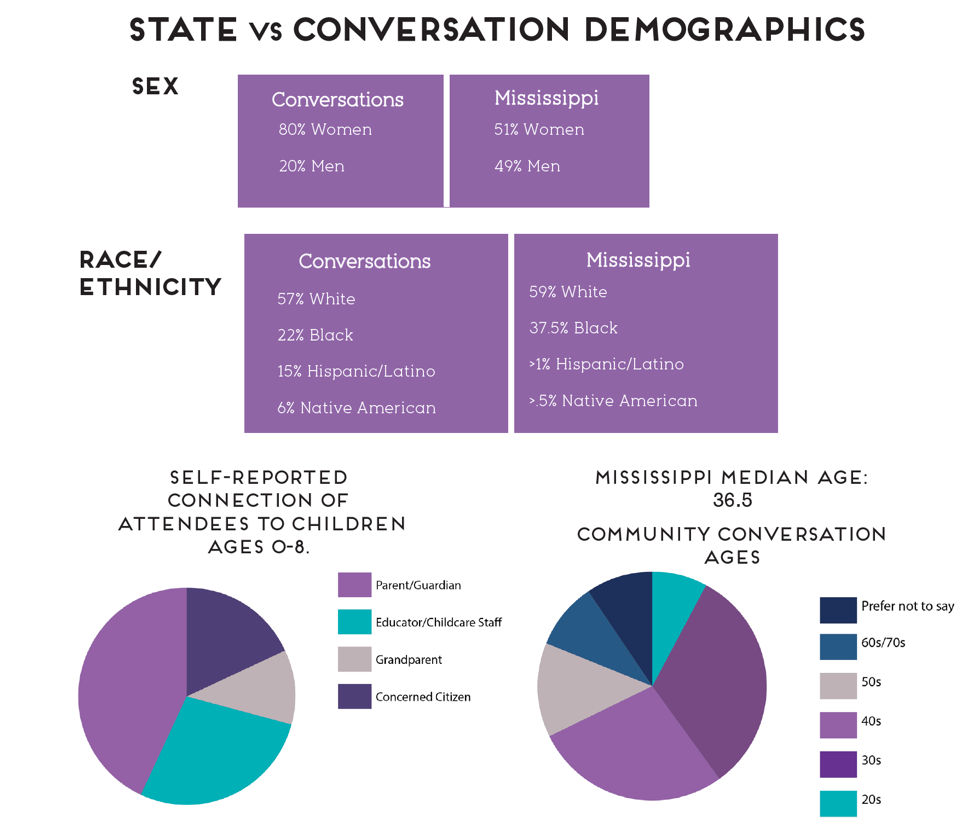 STATE vs CONVERSATION DEMOGRAPHICS
SEX
Conversations
80% Women
20% Men
Mississippi
51% Women
49% Men
RACE/
ETHNICITY
Conversations
57% White
22% Black
15% Hispanic/Latino
6% Native American
Mississippi
59% White
37.5% Black
>1% Hispanic/Latino
>.5% Native American
SELF-REPORTED
CONNECTION OF
ATTENDEES TO CHILDREN
AGES 0-8.
Parent/Guardian
Educator/Childcare Staff
Grandparent
Concerned Citizen
MISSISSIPPI MEDIAN AGE:
36.5
COMMUNITY CONVERSATION
AGES
Prefer not to say
60s/70s
50s
40s
30s
20s